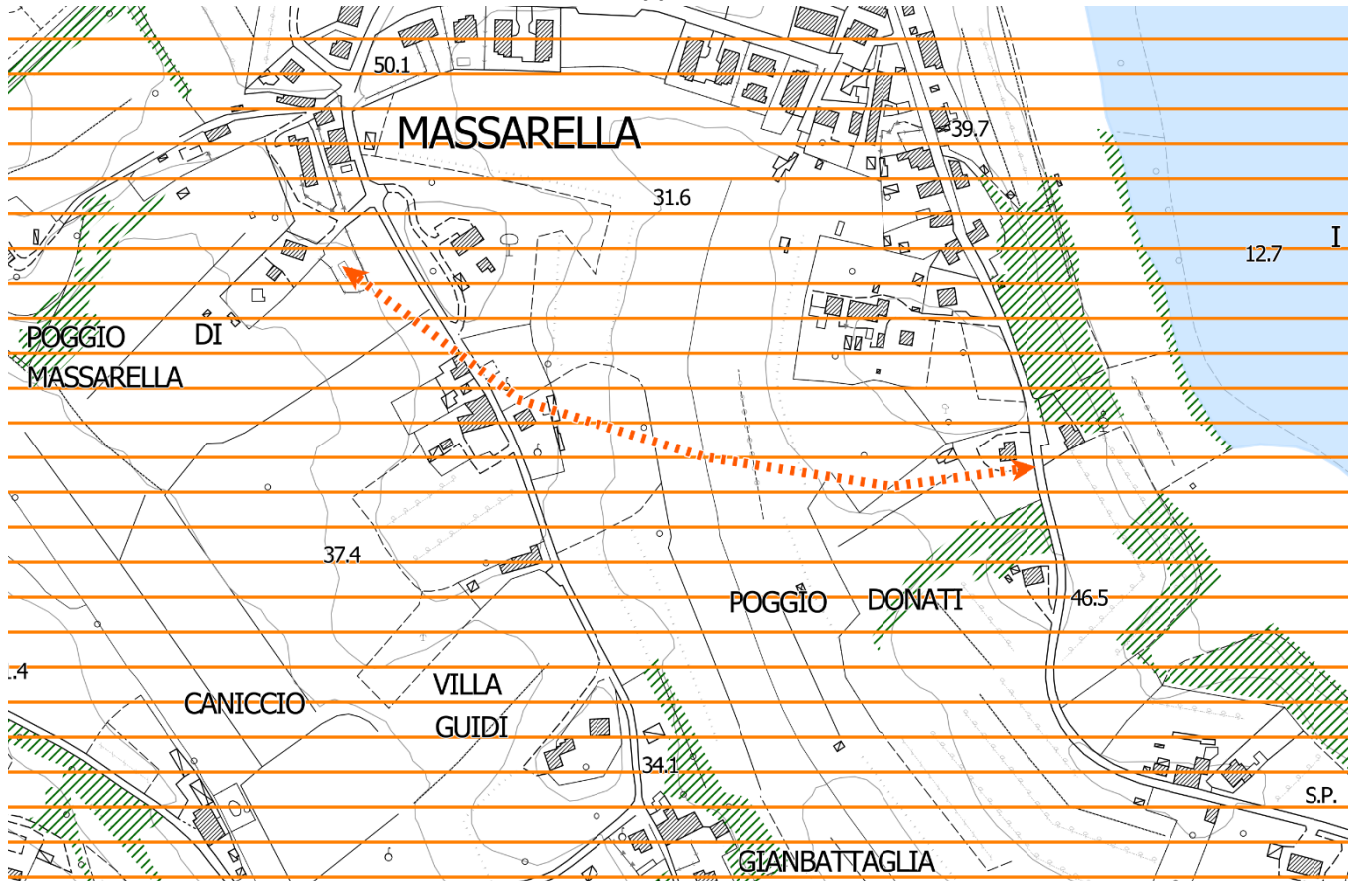 50.1
MASSARELLA
39.7
31.6
I
12.7
POGGIO DI
MASSARELLA
37.4
POGGIO DONATI
46.5
.4
VILLA
CANICCIO
GUIDI
34.1
S.P.
GIANBATTAGLIA